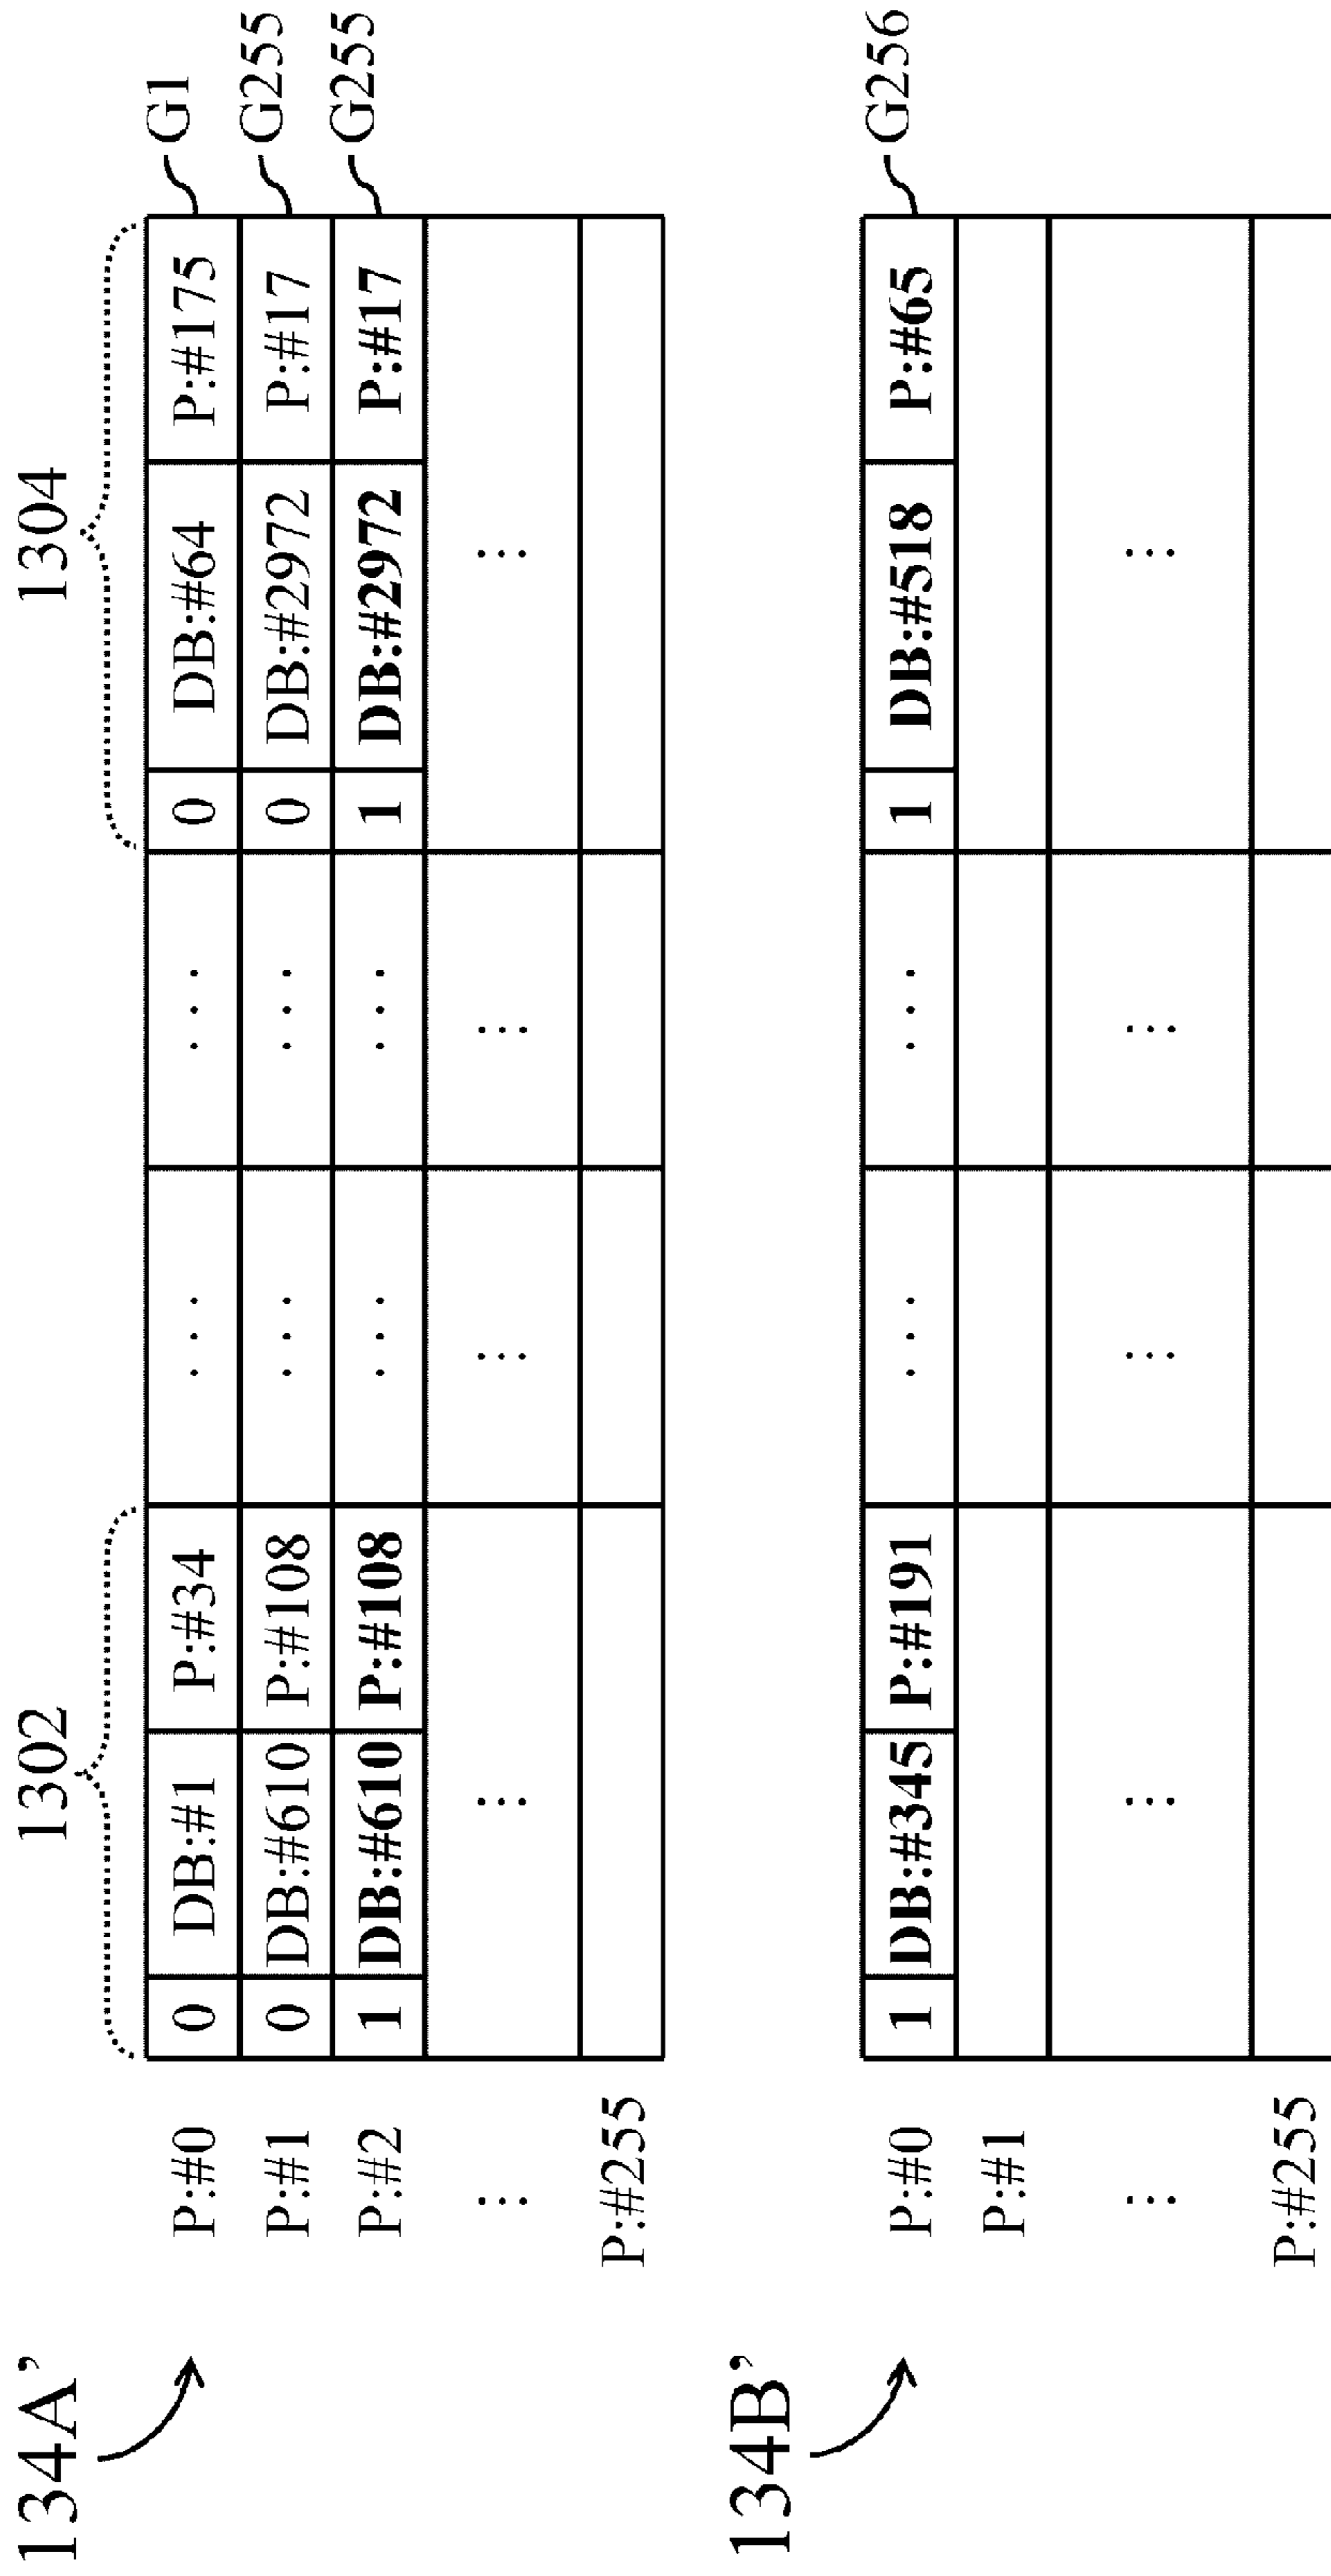 1302 1304
134A’
P:#0 0 DB:#1 P:#34 ... ... 0 DB:#64 P:#175 G1
P:#1 0 DB:#610 P:#108 ... ... 0 DB:#2972 P:#17 G255
P:#2 1 DB:#610 P:#108 ... ... 1 DB:#2972 P:#17 G255
... ... ... ... ...
P:#255
134B’
P:#0 1 DB:#345 P:#191 ... ... 1 DB:#518 P:#65 G256
P:#1
... ... ... ... ...
P:#255